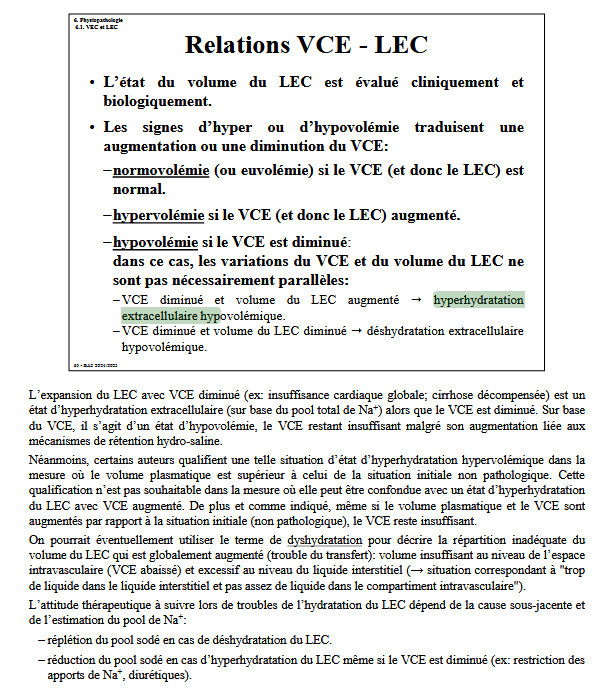 6. Physiopathologie
6.1. VEC et LEC
Relations VCE - LEC
• L’état du volume du LEC est évalué cliniquement et
biologiquement.
• Les signes d’hyper ou d’hypovolémie traduisent une
augmentation ou une diminution du VCE:
–normovolémie (ou euvolémie) si le VCE (et donc le LEC) est
normal.
–hypervolémie si le VCE (et donc le LEC) augmenté.
–hypovolémie si le VCE est diminué:
dans ce cas, les variations du VCE et du volume du LEC ne
sont pas nécessairement parallèles:
–VCE diminué et volume du LEC augmenté → hyperhydratation
extracellulaire hypovolémique.
–VCE diminué et volume du LEC diminué → déshydratation extracellulaire
hypovolémique.
L’expansion du LEC avec VCE diminué (ex: insuffisance cardiaque globale; cirrhose décompensée) est un
état d’hyperhydratation extracellulaire (sur base du pool total de Na⁺) alors que le VCE est diminué. Sur base
du VCE, il s’agit d’un état d’hypovolémie, le VCE restant insuffisant malgré son augmentation liée aux
mécanismes de rétention hydro-saline.
Néanmoins, certains auteurs qualifient une telle situation d’état d’hyperhydratation hypervolémique dans la
mesure où le volume plasmatique est supérieur à celui de la situation initiale non pathologique. Cette
qualification n’est pas souhaitable dans la mesure où elle peut être confondue avec un état d’hyperhydratation
du LEC avec VCE augmenté. De plus et comme indiqué, même si le volume plasmatique et le VCE sont
augmentés par rapport à la situation initiale (non pathologique), le VCE reste insuffisant.
On pourrait éventuellement utiliser le terme de dyshydratation pour décrire la répartition inadéquate du
volume du LEC qui est globalement augmenté (trouble du transfert): volume insuffisant au niveau de l’espace
intravasculaire (VCE abaissé) et excessif au niveau du liquide interstitiel (→ situation correspondant à "trop
de liquide dans le liquide interstitiel et pas assez de liquide dans le compartiment intravasculaire").
L’attitude thérapeutique à suivre lors de troubles de l’hydratation du LEC dépend de la cause sous-jacente et
de l’estimation du pool de Na⁺:
– réplétion du pool sodé en cas de déshydratation du LEC.
– réduction du pool sodé en cas d’hyperhydratation du LEC même si le VCE est diminué (ex: restriction des
apports de Na⁺, diurétiques).